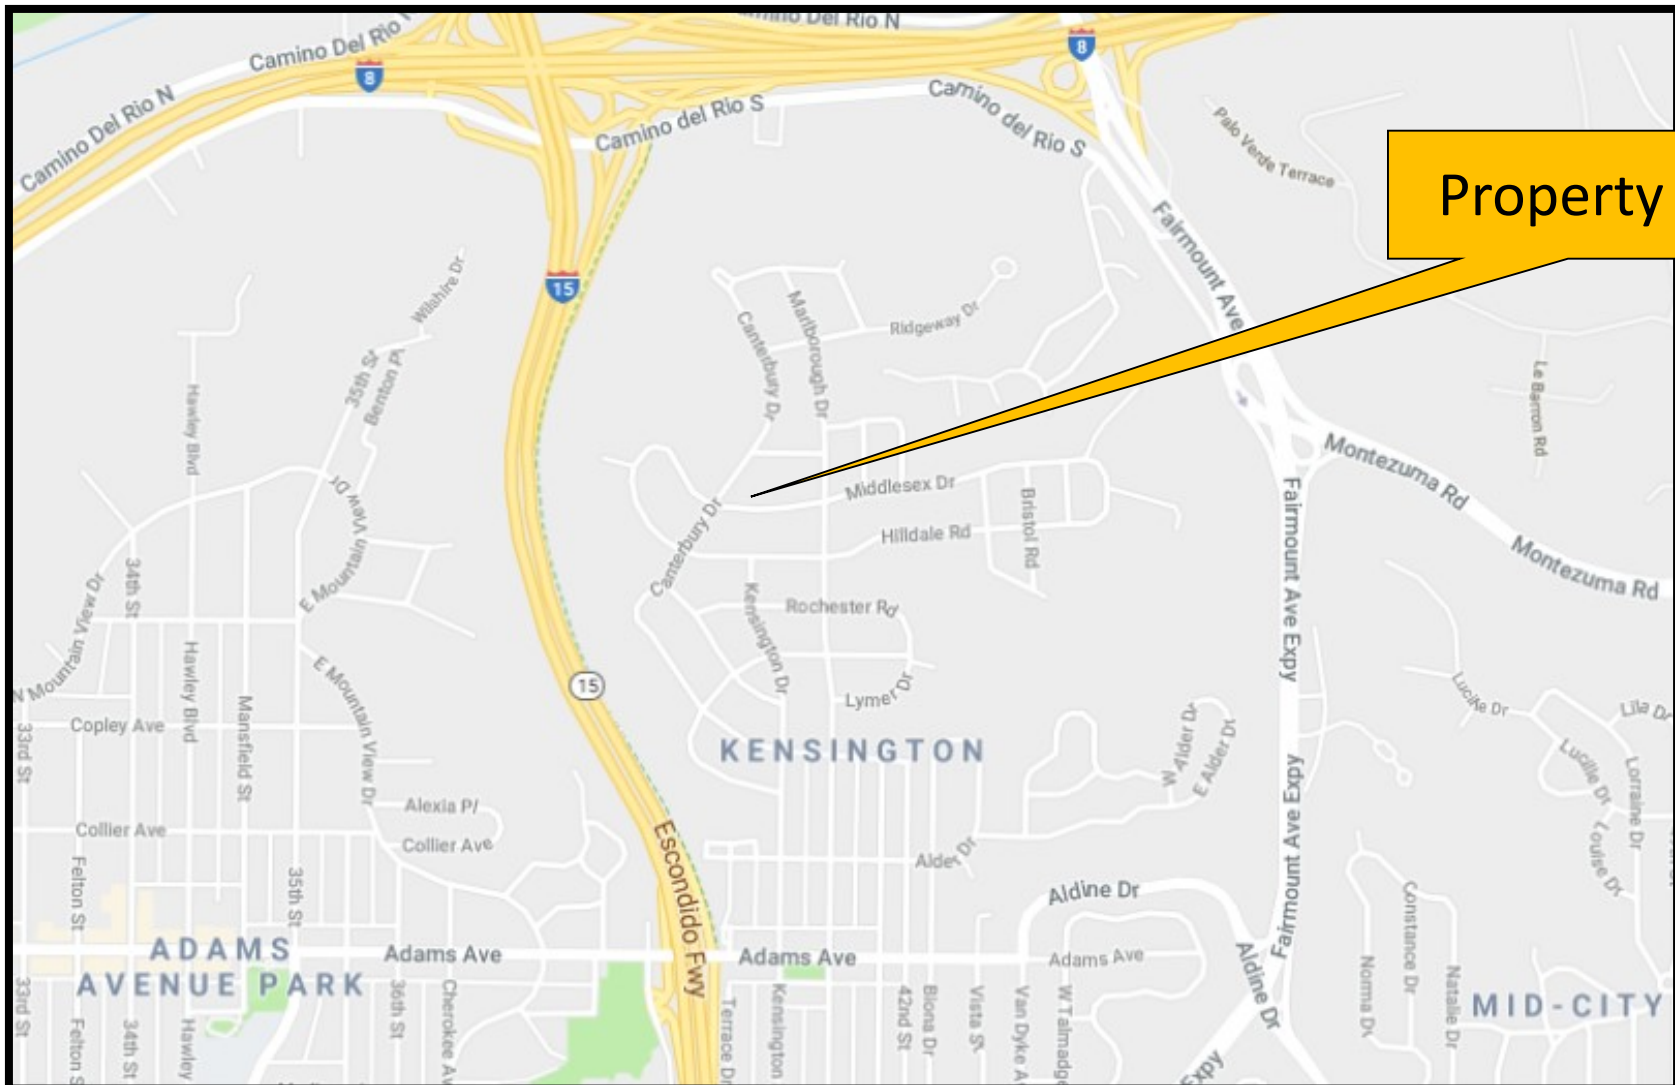 Camino Del Rio N
Camino Del Rio
8
8
Camino Del Rio N
Camino del Rio S
Camino del Rio S
Palo Verde Terrace
Property
Fairmount Ave
Wilshire Dr
15
Ridgeway Dr
Marlborough Dr
Canterbury Dr
35th St
Benton Pl
Hawley Blvd
Le Barron Rd
Montezuma Rd
Middlesex Dr
Bristol Rd
Hilldale Rd
Fairmount Ave Expy
Canterbury Dr
E Mountain View Dr
34th St
Montezuma Rd
Kensington Dr
Rochester Rd
N Mountain View Dr
Hawley Blvd
E Mountain View Dr
15
Lymer Dr
Lucille Dr
Lila Dr
Mansfield St
Copley Ave
33rd St
KENSINGTON
W Alder Dr
E Alder Dr
Fairmount Ave Expy
Lucille Dr
Lorraine Dr
Louise Dr
Alexia Pl
Collier Ave
Collier Ave
Alder Dr
Escondido Fwy
Felton St
35th St
Aldine Dr
Constance Dr
ADAMS
AVENUE PARK
Adams Ave
Adams Ave
Adams Ave
Fairmount Ave Expy
Aldine Dr
Norma Dr
Natalie Dr
MID-CITY
33rd St
Felton S
34th St
Hawley
36th St
Cherokee Av
Terrace Dr
Kensington
42nd St
Biona Dr
Vista St
Van Dyke A
W Talmadge
Expy